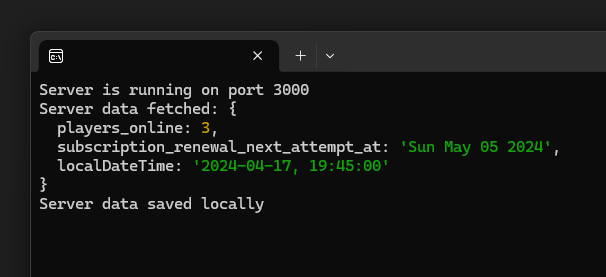 Server is running on port 3000
Server data fetched: {
  players_online: 3,
  subscription_renewal_next_attempt_at: 'Sun May 05 2024',
  localDateTime: '2024-04-17, 19:45:00'
}
Server data saved locally